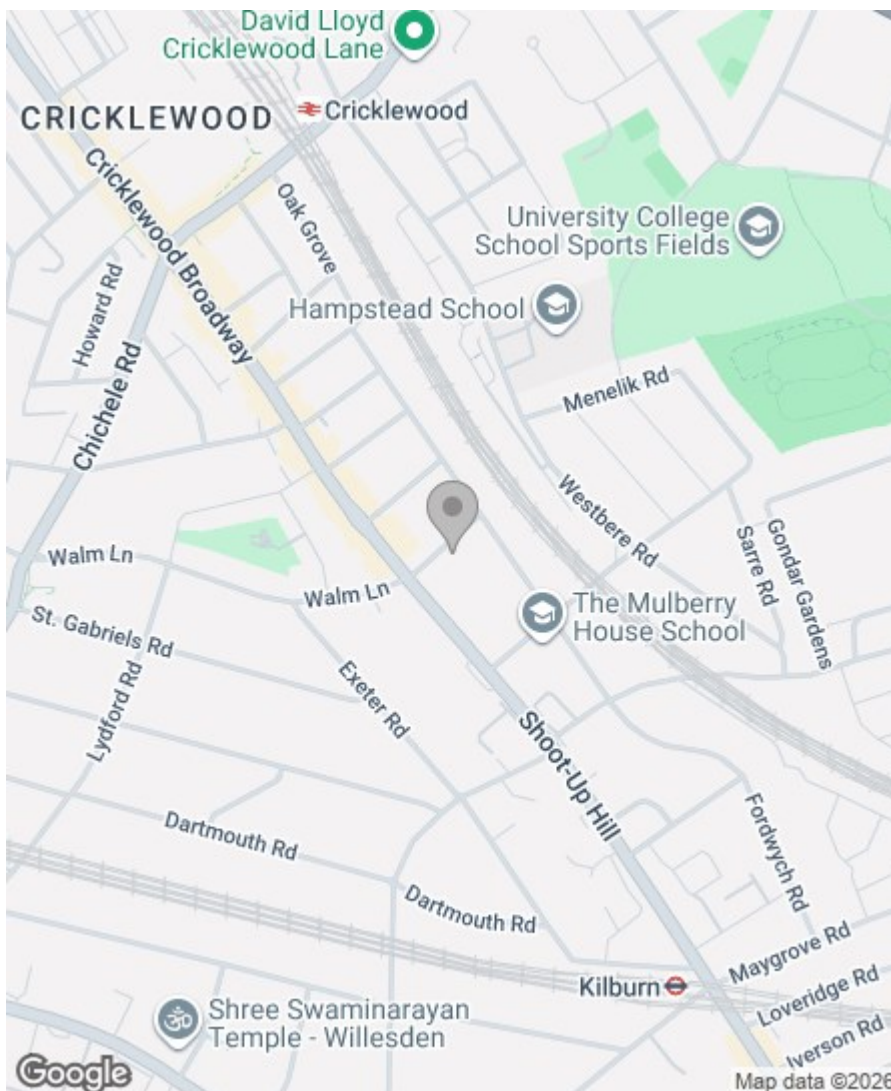 David Lloyd
Cricklewood Lane
CRICKLEWOOD
Cricklewood
Cricklewood Broadway
Oak Grove
University College
School Sports Fields
Howard Rd
Hampstead School
Chichele Rd
Menelik Rd
Westbere Rd
Sarre Rd
Gondar Gardens
Walm Ln
Walm Ln
The Mulberry
House School
St. Gabriels Rd
Exeter Rd
Lydford Rd
Shoot-Up Hill
Fordwych Rd
Dartmouth Rd
Dartmouth Rd
Maygrove Rd
Kilburn
Loveridge Rd
Shree Swaminarayan
Temple - Willesden
Iverson Rd
Google
Map data ©2026